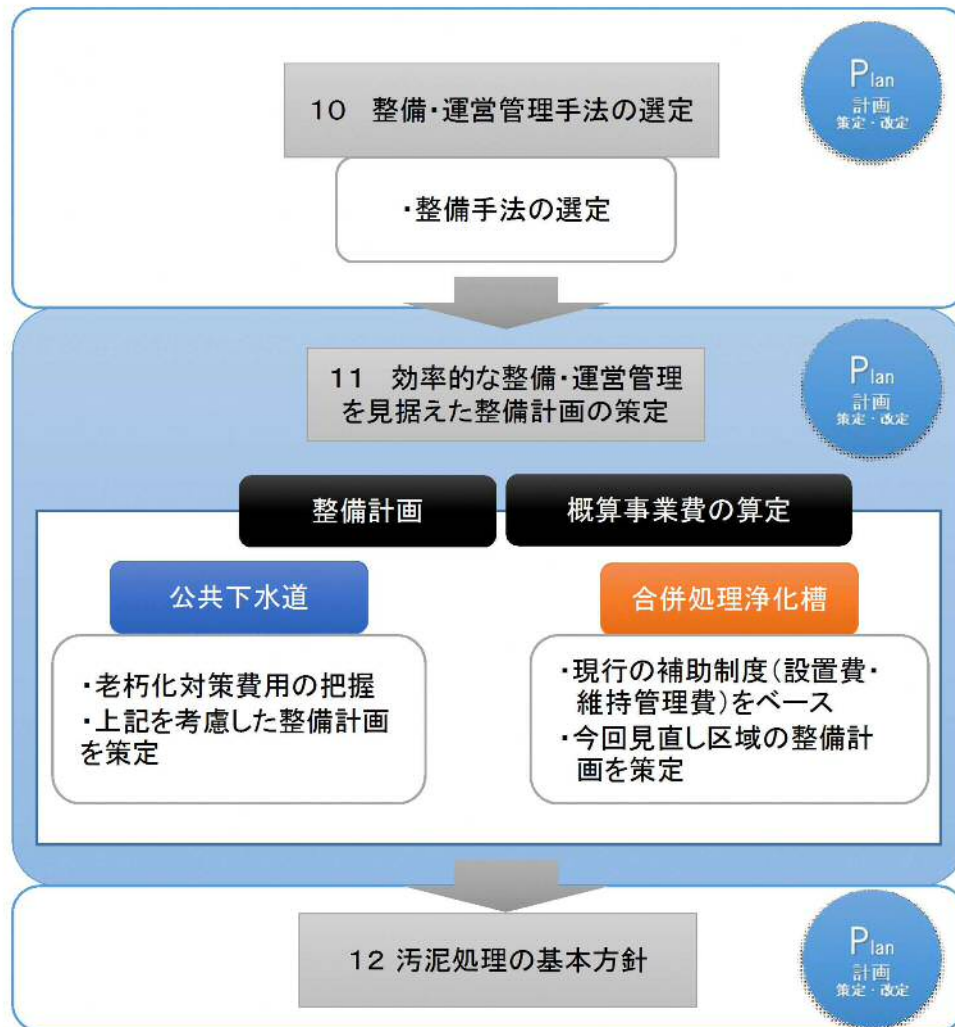 Plan
計画
策定・改定
10 整備・運営管理手法の選定
・整備手法の選定
Plan
計画
策定・改定
11 効率的な整備・運営管理
を見据えた整備計画の策定
整備計画
概算事業費の算定
公共下水道
・老朽化対策費用の把握
・上記を考慮した整備計画
を策定
合併処理浄化槽
・現行の補助制度(設置費・
維持管理費)をベース
・今回見直し区域の整備計
画を策定
Plan
計画
策定・改定
12 汚泥処理の基本方針